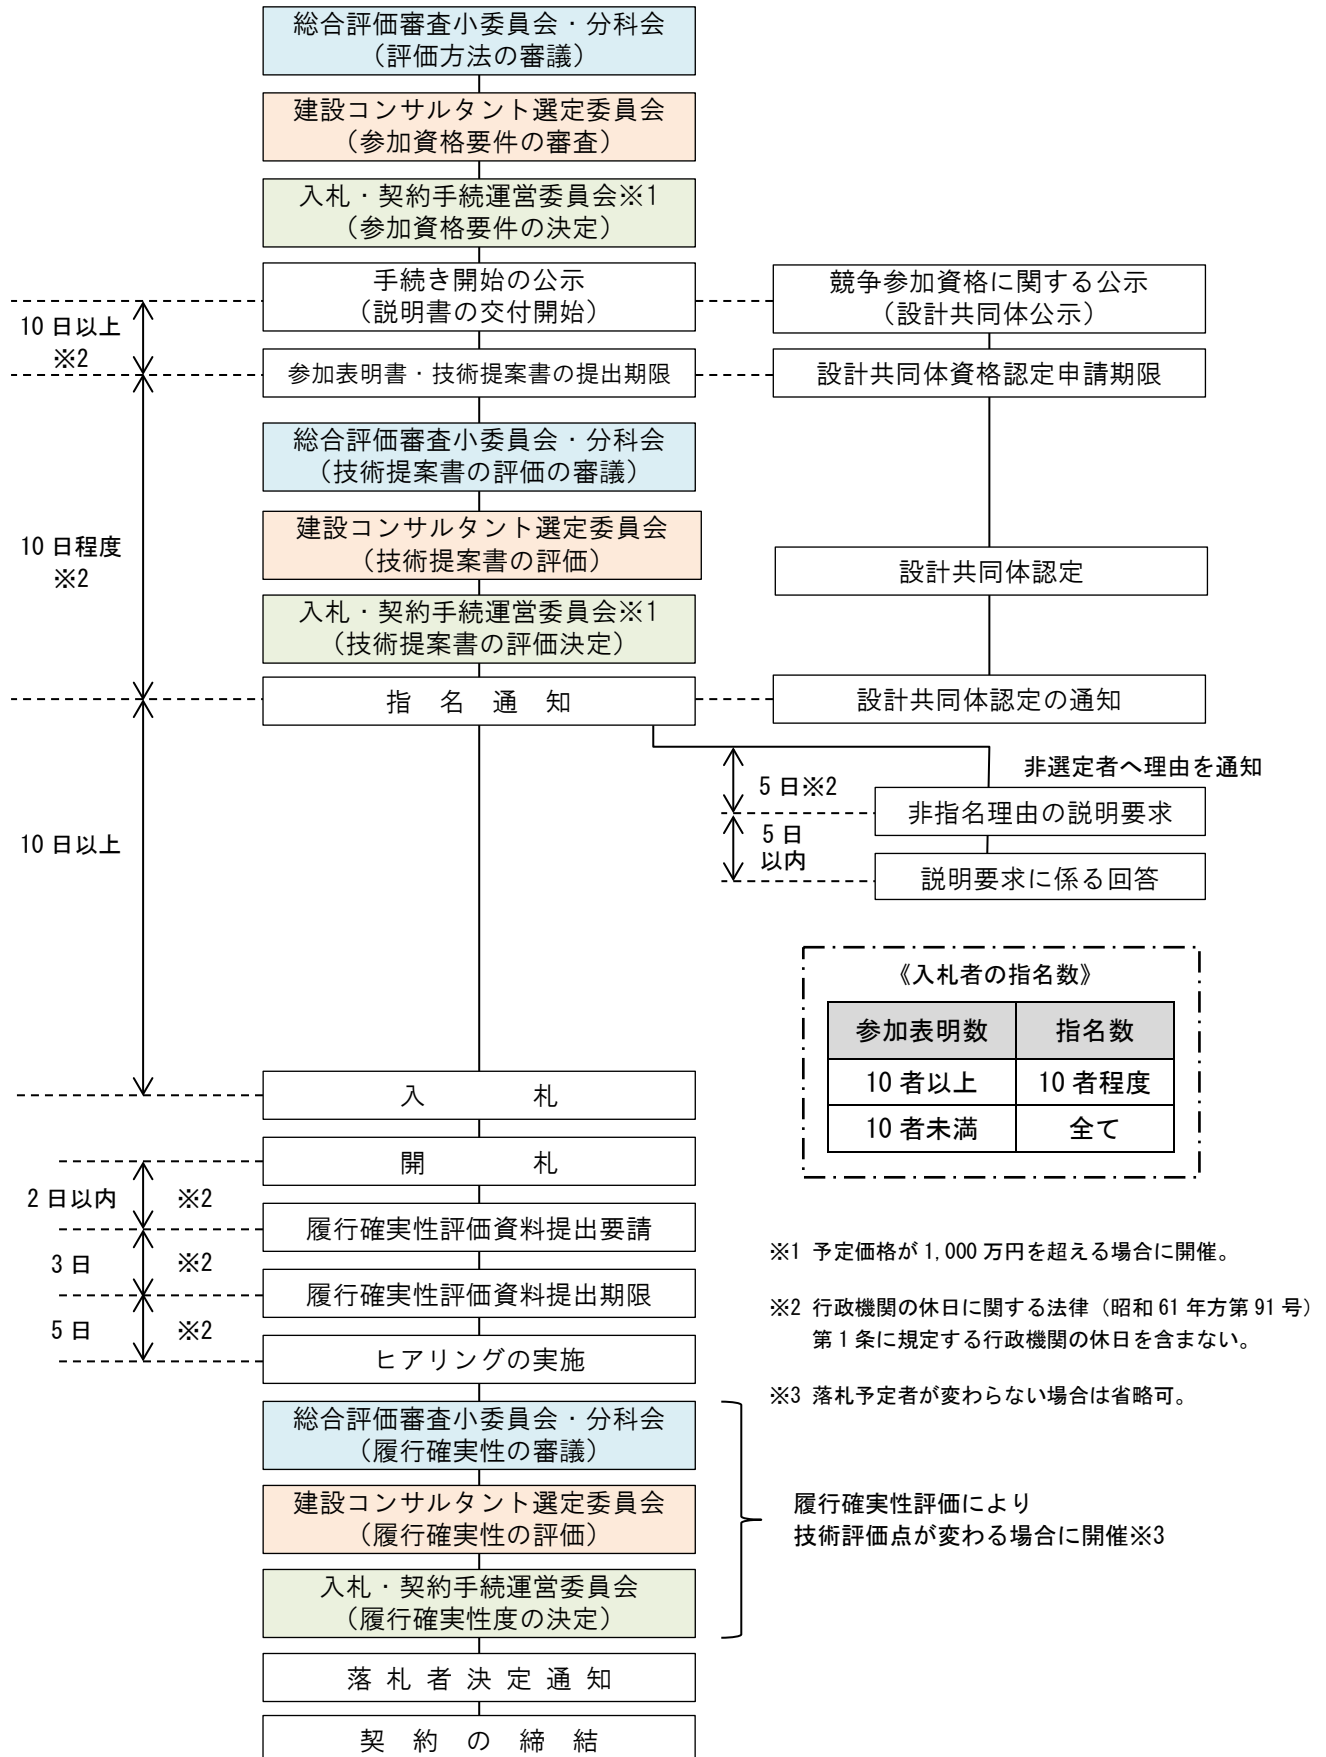 総合評価審査小委員会・分科会
（評価方法の審議）
建設コンサルタント選定委員会
（参加資格要件の審査）
入札・契約手続運営委員会※1
（参加資格要件の決定）
手続き開始の公示
（説明書の交付開始）
競争参加資格に関する公示
（設計共同体公示）
10日以上
※2
参加表明書・技術提案書の提出期限
設計共同体資格認定申請期限
総合評価審査小委員会・分科会
（技術提案書の評価の審議）
建設コンサルタント選定委員会
（技術提案書の評価）
10日程度
※2
設計共同体認定
入札・契約手続運営委員会※1
（技術提案書の評価決定）
指 名 通 知
設計共同体認定の通知
非選定者へ理由を通知
5日※2
非指名理由の説明要求
10日以上
5日
以内
説明要求に係る回答
《入札者の指名数》
参加表明数 指名数
10者以上 10者程度
10者未満 全て
入 札
開 札
2日以内 ※2
履行確実性評価資料提出要請
3日 ※2
履行確実性評価資料提出期限
5日 ※2
ヒアリングの実施
※1 予定価格が1,000万円を超える場合に開催。
※2 行政機関の休日に関する法律（昭和61年方第91号）
第1条に規定する行政機関の休日を含まない。
※3 落札予定者が変わらない場合は省略可。
総合評価審査小委員会・分科会
（履行確実性の審議）
建設コンサルタント選定委員会
（履行確実性の評価）
入札・契約手続運営委員会
（履行確実性度の決定）
履行確実性評価により
技術評価点が変わる場合に開催※3
落 札 者 決 定 通 知
契 約 の 締 結